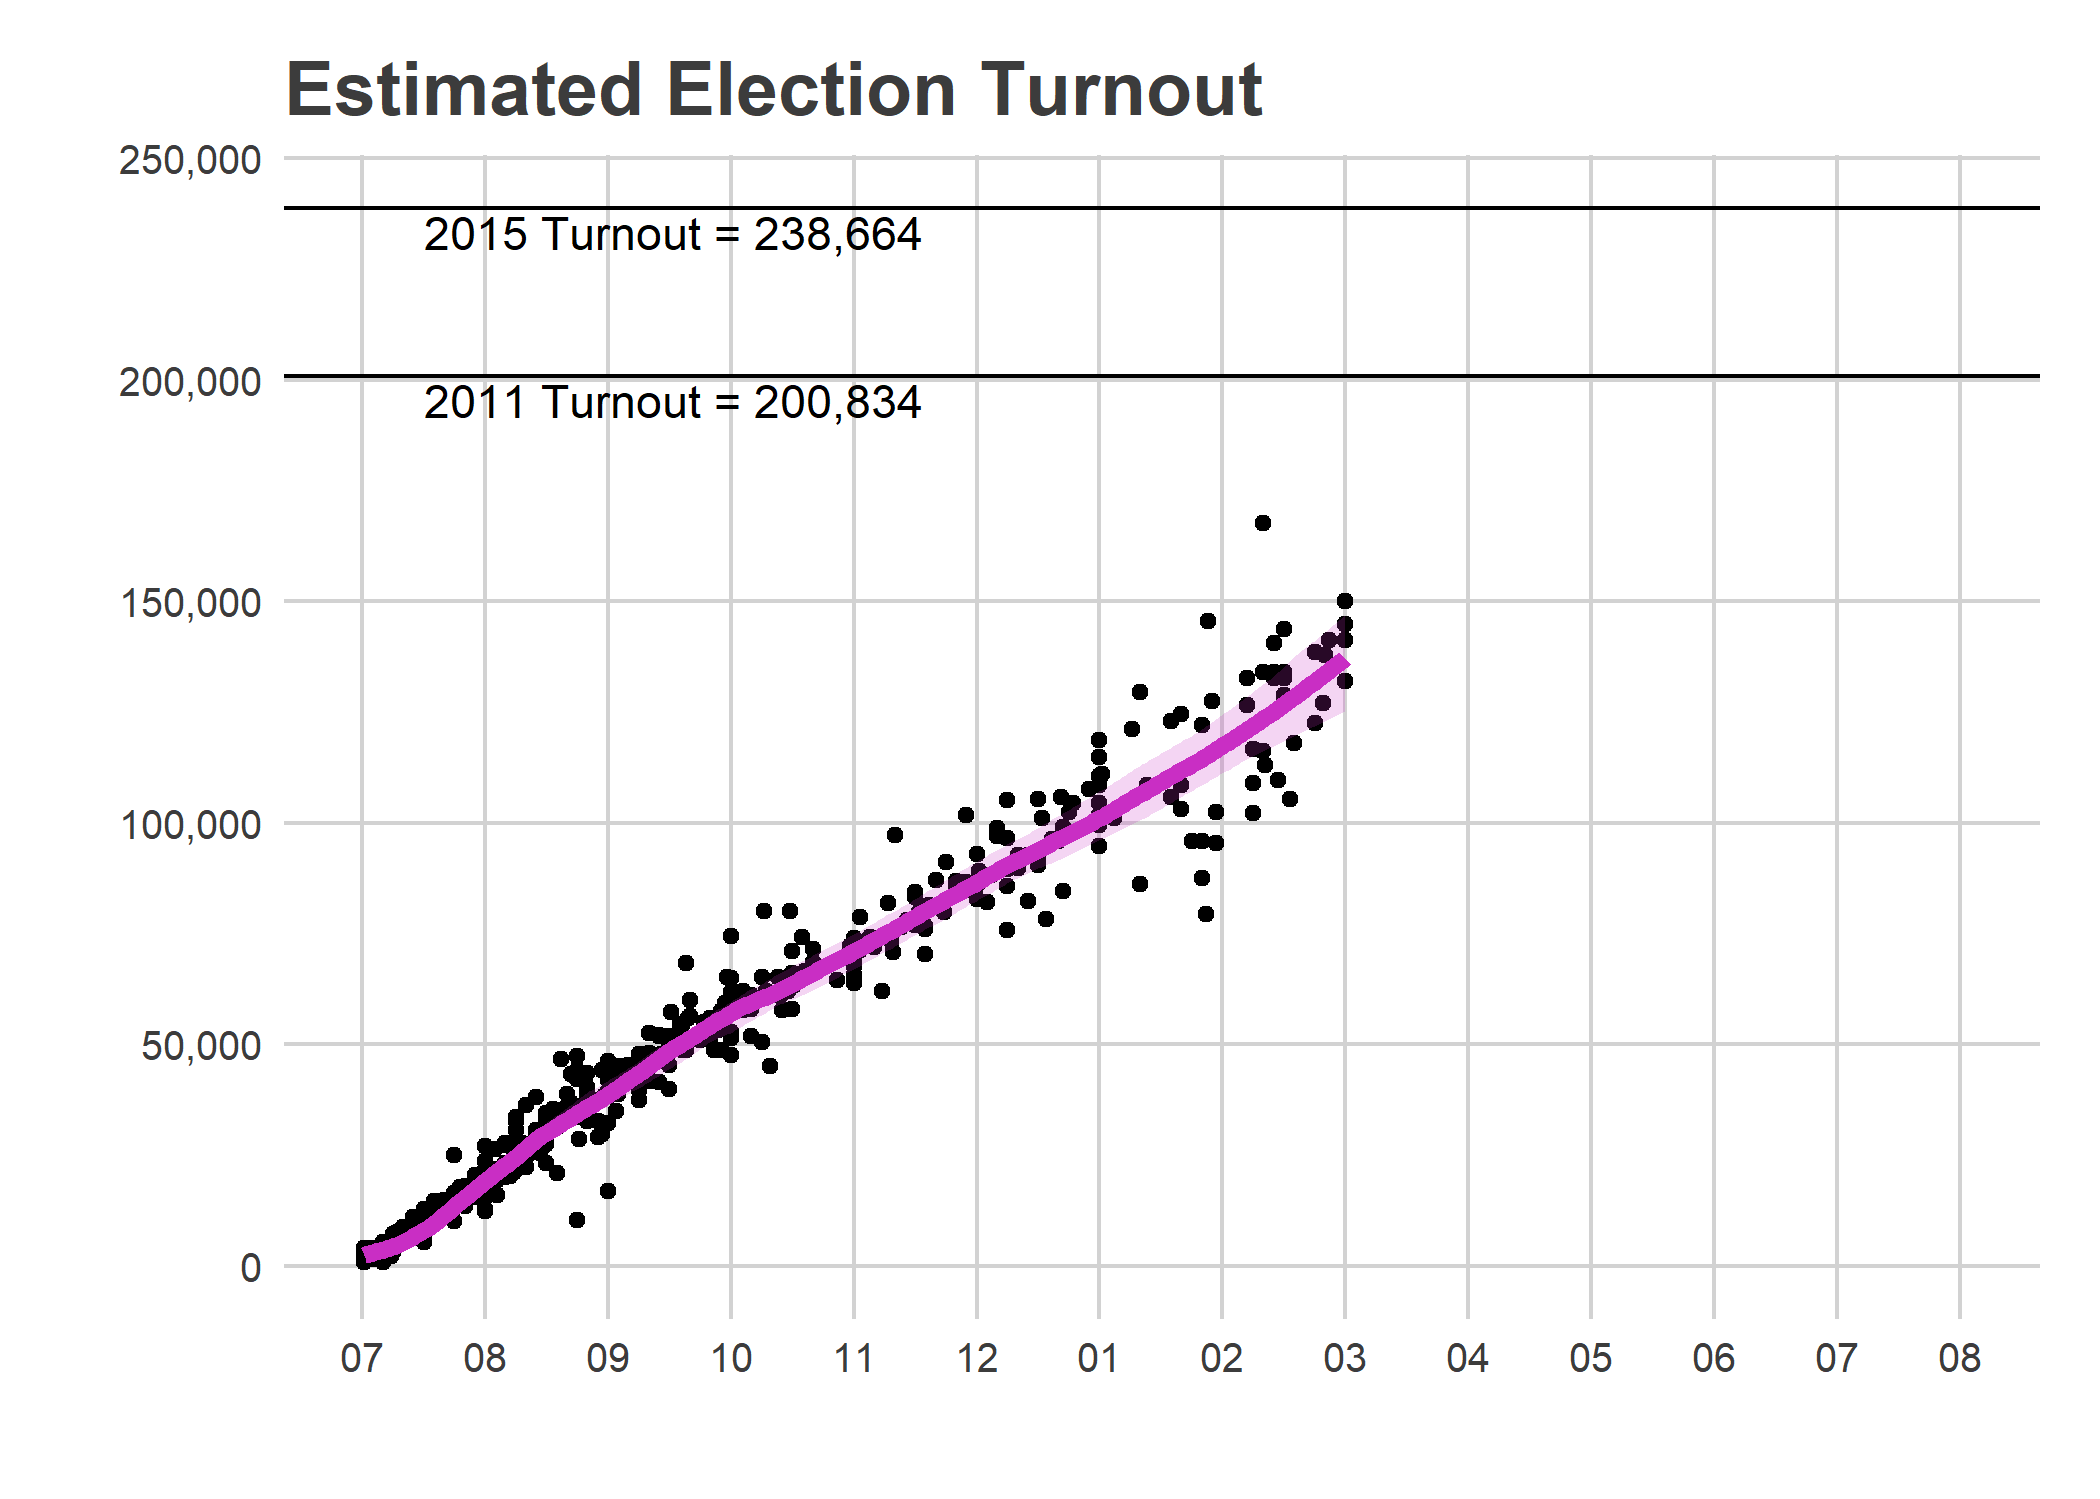 Estimated Election Turnout
250,000
2015 Turnout = 238,664
200,000
2011 Turnout = 200,834
150,000
100,000
50,000
0
07 08 09 10 11 12 01 02 03 04 05 06 07 08